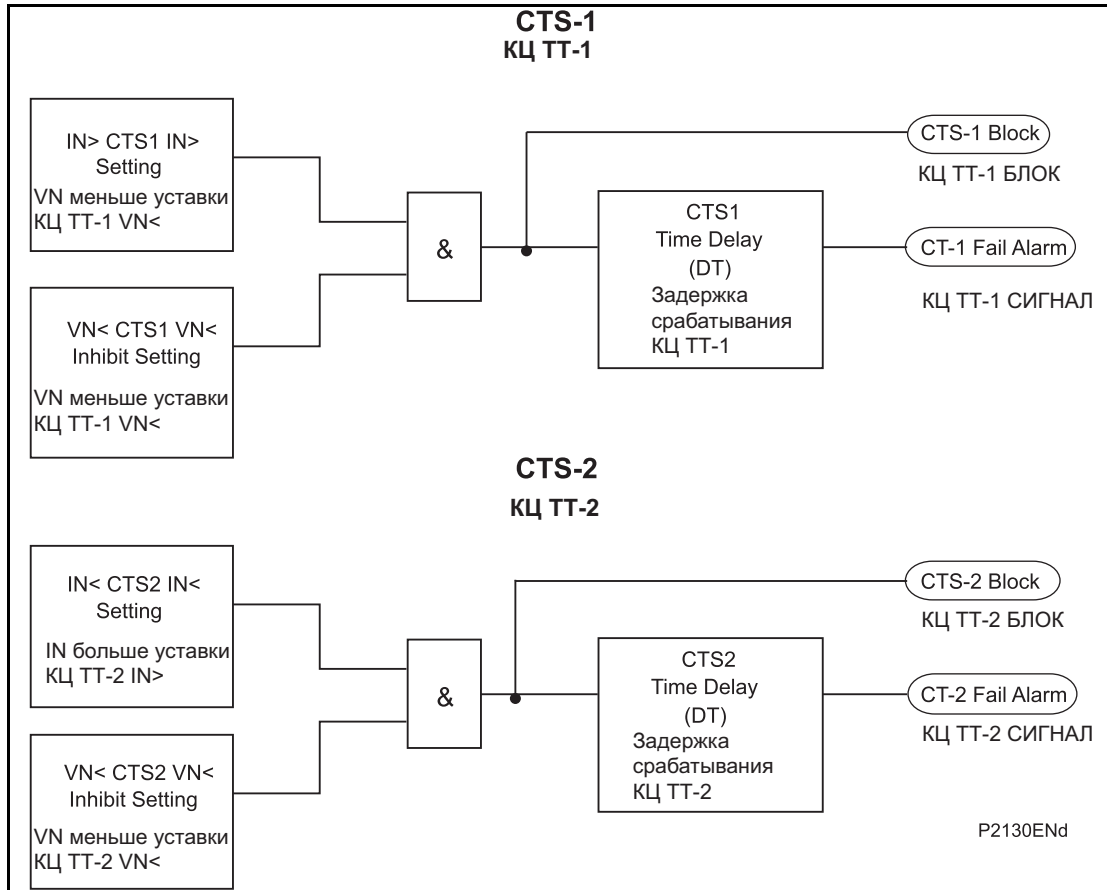 CTS-1
КЦ ТТ-1
IN> CTS1 IN>
Setting
VN меньше уставки
КЦ ТТ-1 VN<
VN< CTS1 VN<
Inhibit Setting
VN меньше уставки
КЦ ТТ-1 VN<
&
CTS1
Time Delay
(DT)
Задержка
срабатывания
КЦ ТТ-1
CTS-1 Block
КЦ ТТ-1 БЛОК
CT-1 Fail Alarm
КЦ ТТ-1 СИГНАЛ
CTS-2
КЦ ТТ-2
IN< CTS2 IN<
Setting
IN больше уставки
КЦ ТТ-2 IN>
VN< CTS2 VN<
Inhibit Setting
VN меньше уставки
КЦ ТТ-2 VN<
&
CTS2
Time Delay
(DT)
Задержка
срабатывания
КЦ ТТ-2
CTS-2 Block
КЦ ТТ-2 БЛОК
CT-2 Fail Alarm
КЦ ТТ-2 СИГНАЛ
P2130ENd